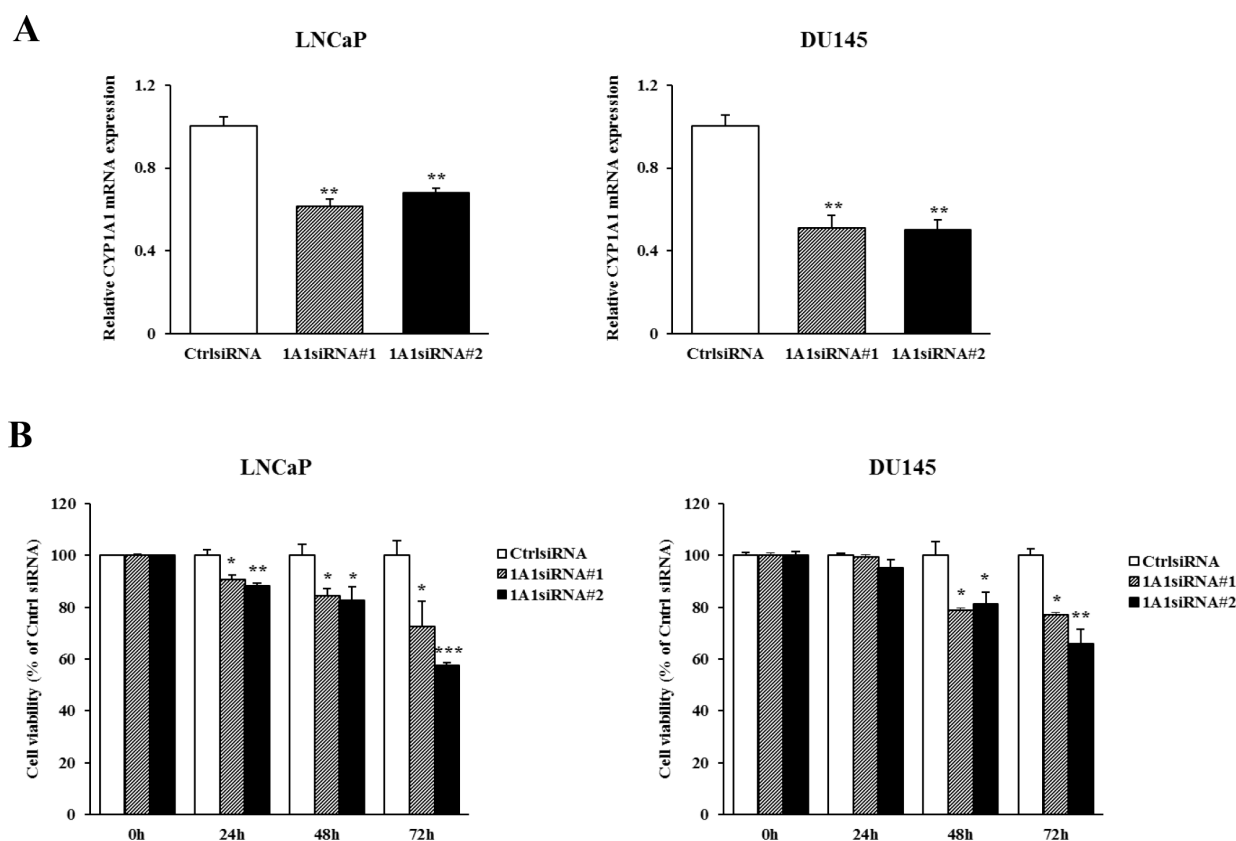 A
LNCaP
DU145
Relative CYP1A1 mRNA expression
1.2
0.8
0.4
0
**
**
CtrlsiRNA 1A1siRNA#1 1A1siRNA#2
Relative CYP1A1 mRNA expression
1.2
0.8
0.4
0
**
**
CtrlsiRNA 1A1siRNA#1 1A1siRNA#2
B
LNCaP
DU145
Cell viability (% of Cntrl siRNA)
120
100
80
60
40
20
0
* ** * * * ***
0h 24h 48h 72h
CtrlsiRNA
1A1siRNA#1
1A1siRNA#2
Cell viability (% of Cntrl siRNA)
120
100
80
60
40
20
0
* * * **
0h 24h 48h 72h
CtrlsiRNA
1A1siRNA#1
1A1siRNA#2